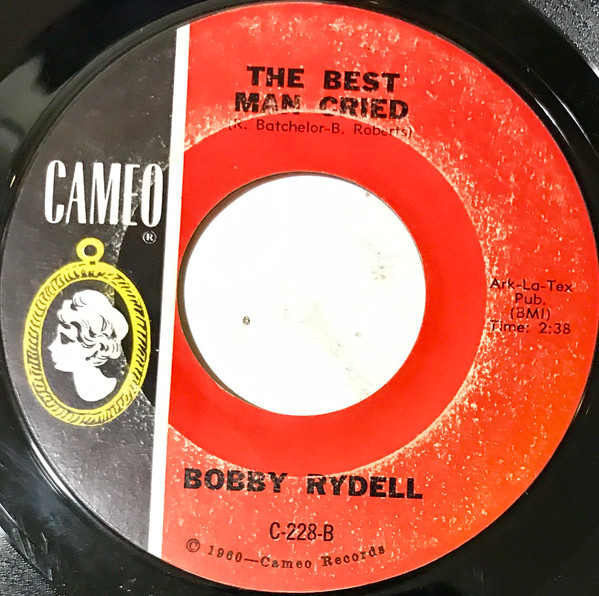 THE BEST
MAN CRIED
(R. Batchelor-B. Roberts)
CAMEO
®
Ark-La-Tex
Pub.
(BMI)
Time: 2:38
BOBBY RYDELL
C-228-B
© 1960—Cameo Records